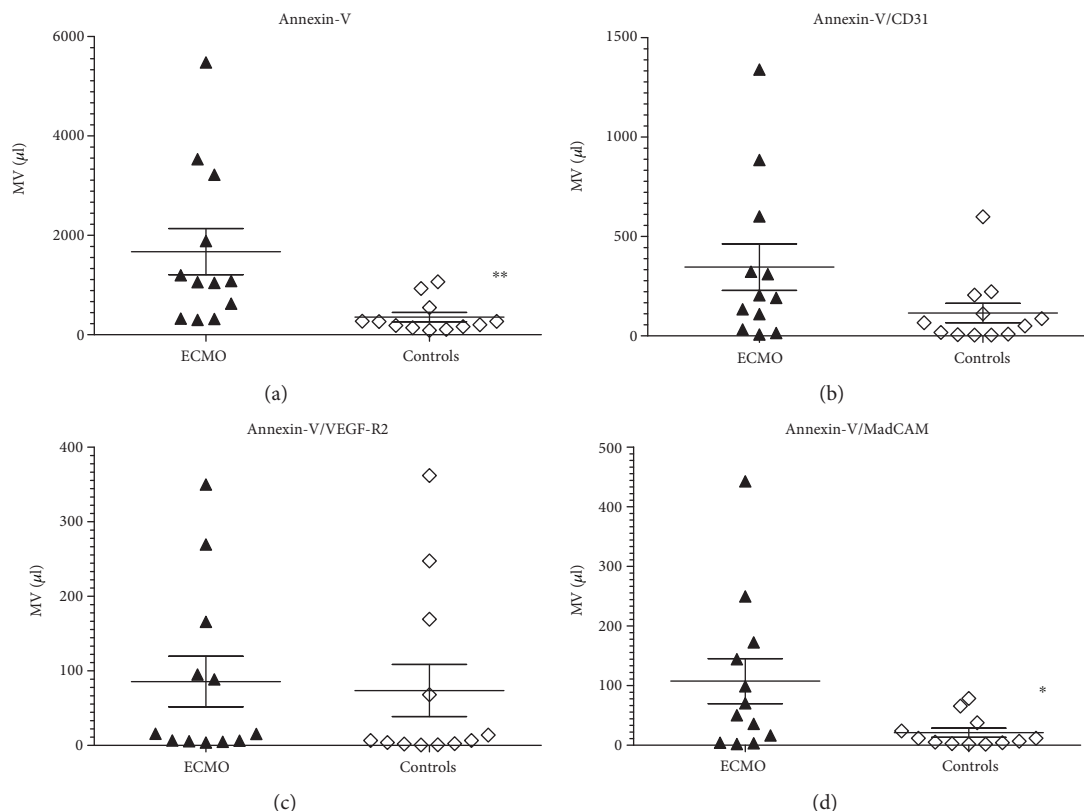 Annexin-V
6000
4000
2000
0
MV (µl)
**
ECMO
Controls
(a)
Annexin-V/CD31
1500
1000
500
0
MV (µl)
ECMO
Controls
(b)
Annexin-V/VEGF-R2
400
300
200
100
0
MV (µl)
ECMO
Controls
(c)
Annexin-V/MadCAM
500
400
300
200
100
0
MV (µl)
*
ECMO
Controls
(d)